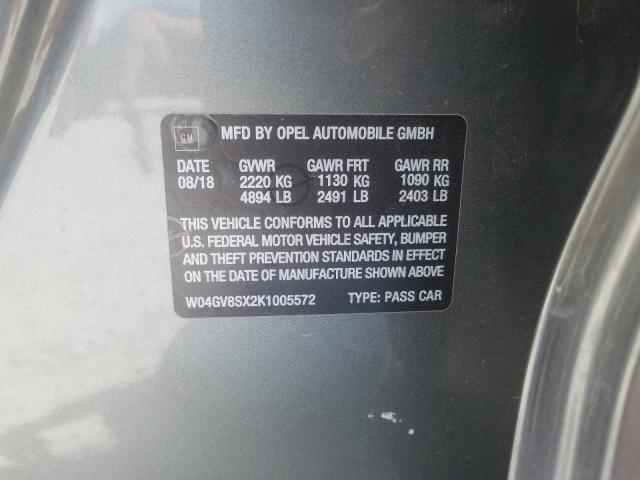 GM
MFD BY OPEL AUTOMOBILE GMBH
DATE GVWR GAWR FRT GAWR RR
08/18 2220 KG 1130 KG 1090 KG
4894 LB 2491 LB 2403 LB
THIS VEHICLE CONFORMS TO ALL APPLICABLE
U.S. FEDERAL MOTOR VEHICLE SAFETY, BUMPER
AND THEFT PREVENTION STANDARDS IN EFFECT
ON THE DATE OF MANUFACTURE SHOWN ABOVE
W04GV8SX2K1005572 TYPE: PASS CAR